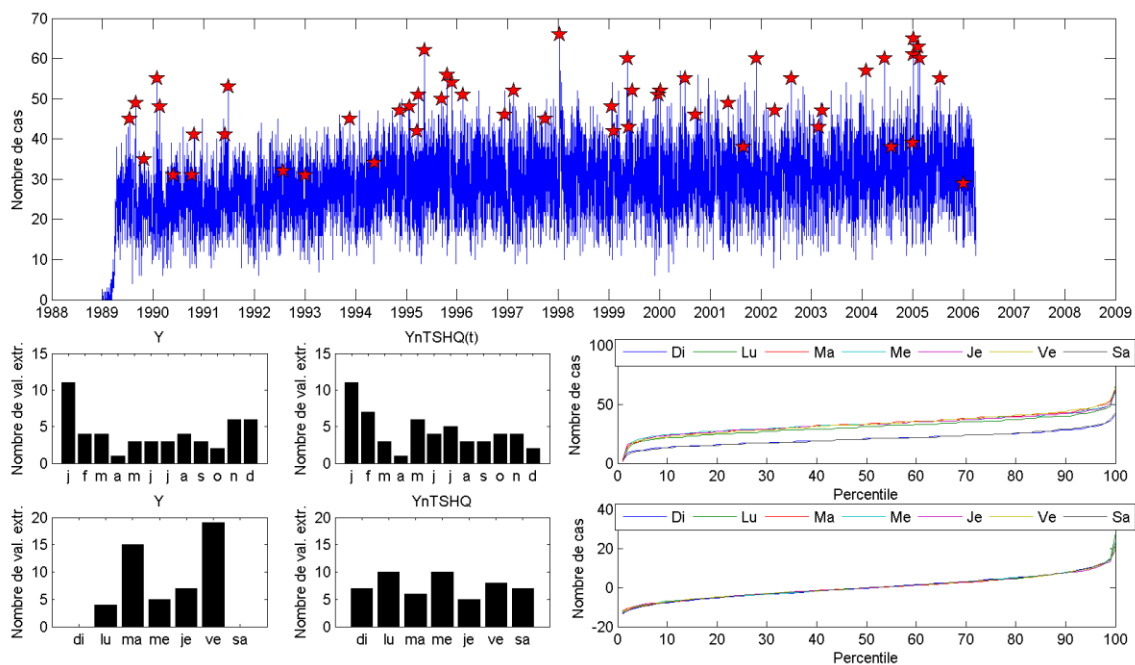 70
60
50
40
30
20
10
0
Nombre de cas
1988 1989 1990 1991 1992 1993 1994 1995 1996 1997 1998 1999 2000 2001 2002 2003 2004 2005 2006 2007 2008 2009
Y
15
10
5
0
Nombre de val. extr.
j f m a m j j a s o n d
YnTSHQ(t)
15
10
5
0
Nombre de val. extr.
j f m a m j j a s o n d
100
50
0
Nombre de cas
Di Lu Ma Me Je Ve Sa
0 10 20 30 40 50 60 70 80 90 100
Percentile
Y
20
15
10
5
0
Nombre de val. extr.
di lu ma me je ve sa
YnTSHQ
20
15
10
5
0
Nombre de val. extr.
di lu ma me je ve sa
40
20
0
-20
Nombre de cas
Di Lu Ma Me Je Ve Sa
0 10 20 30 40 50 60 70 80 90 100
Percentile